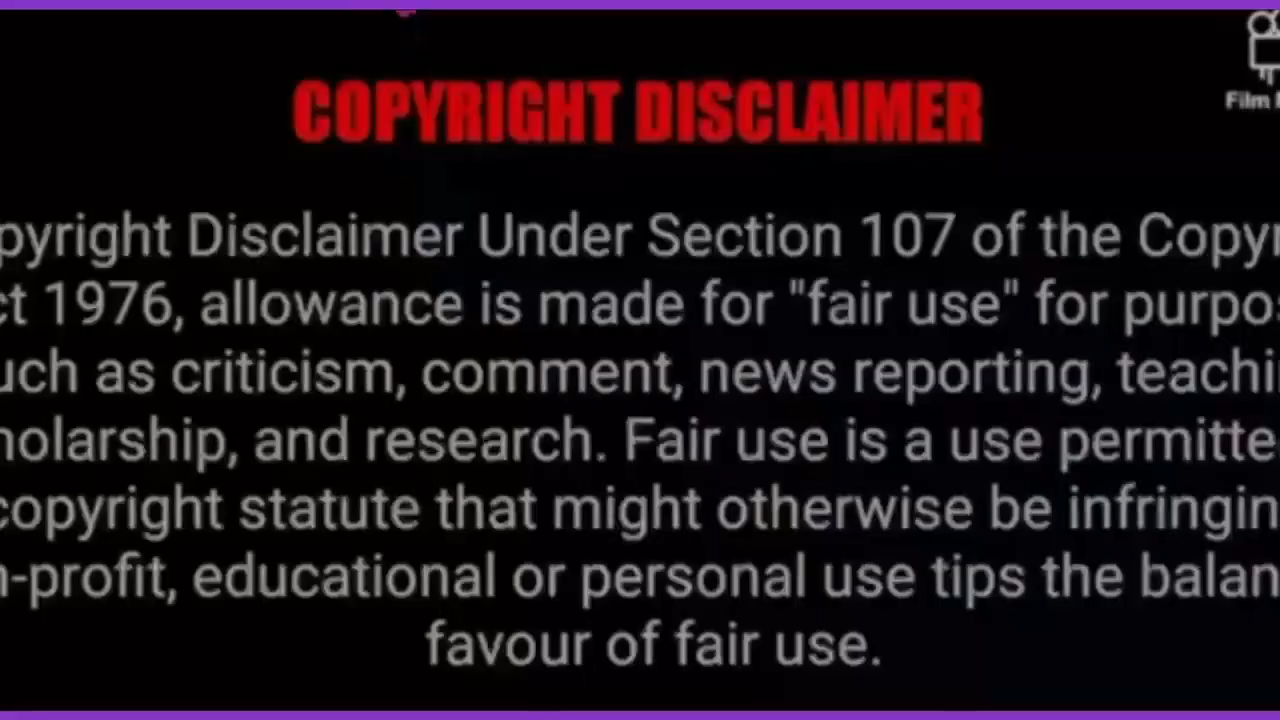 COPYRIGHT DISCLAIMER
Film
pyright Disclaimer Under Section 107 of the Copyr
ct 1976, allowance is made for "fair use" for purpo
uch as criticism, comment, news reporting, teachi
holarship, and research. Fair use is a use permitte
copyright statute that might otherwise be infringin
n-profit, educational or personal use tips the balan
favour of fair use.